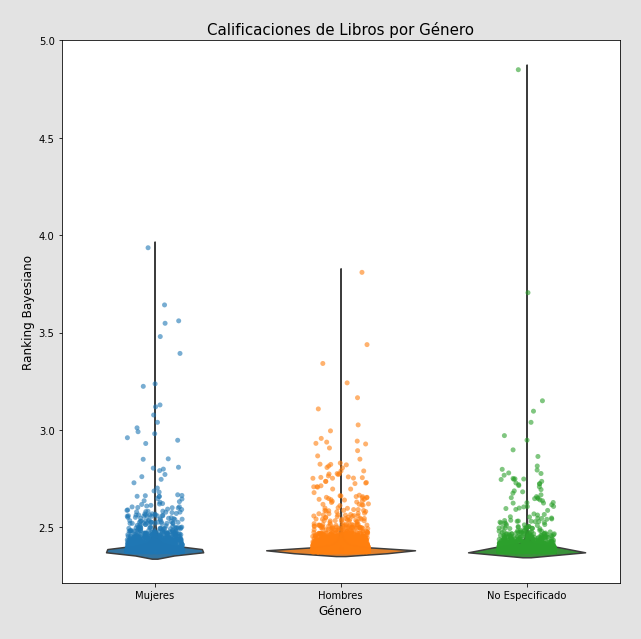 Calificaciones de Libros por Género
5.0
4.5
4.0
3.5
3.0
2.5
Ranking Bayesiano
Mujeres
Hombres
No Especificado
Género